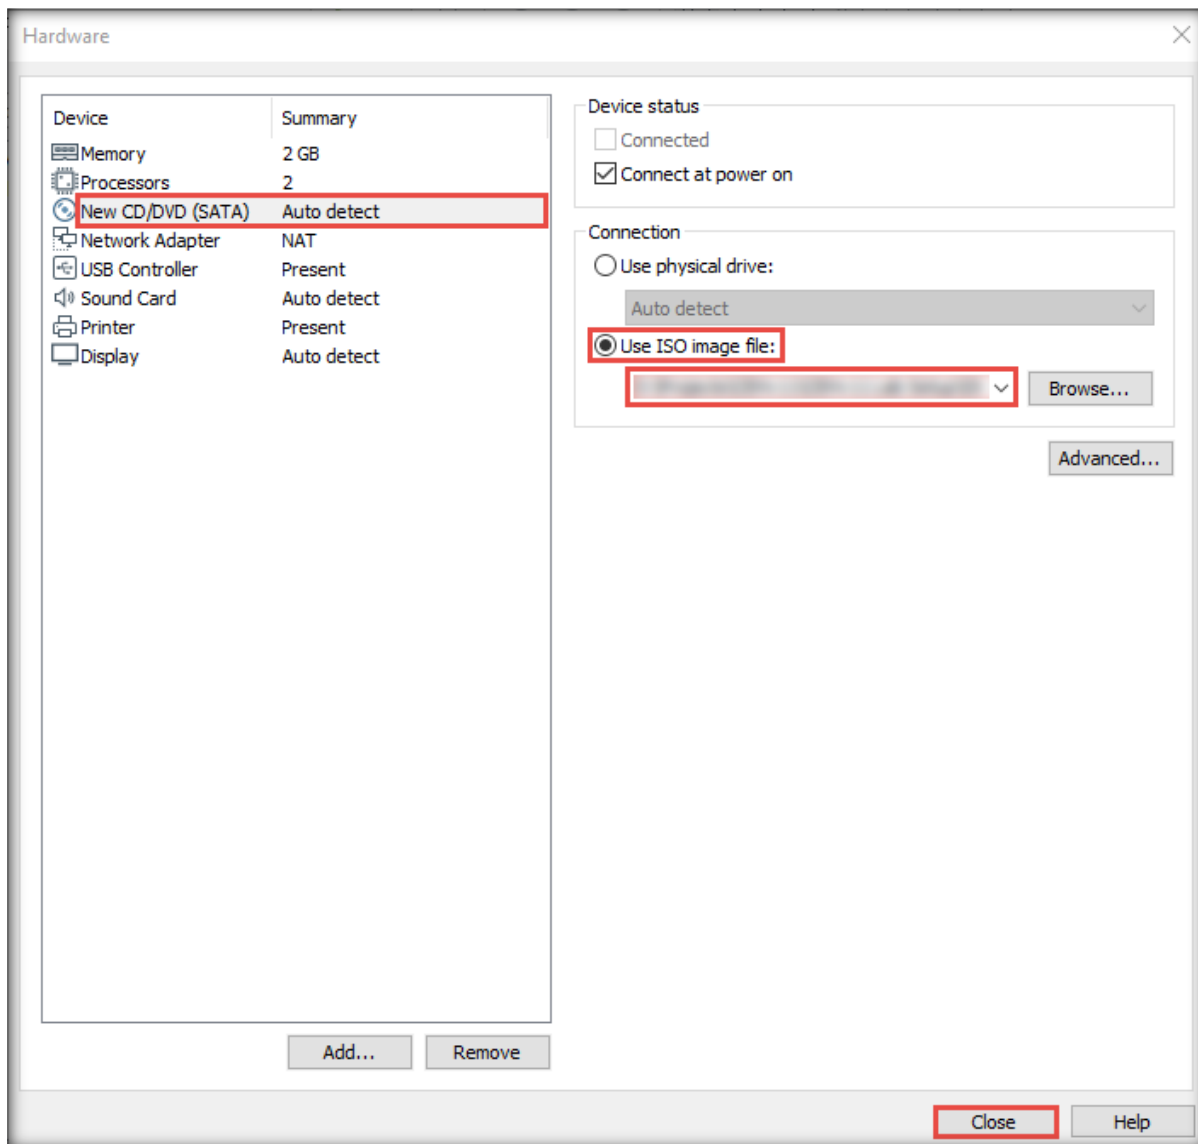 Hardware
Device Summary
Memory 2 GB
Processors 2
New CD/DVD (SATA) Auto detect
Network Adapter NAT
USB Controller Present
Sound Card Auto detect
Printer Present
Display Auto detect
Add... Remove
Device status
Connected
Connect at power on
Connection
Use physical drive:
Auto detect
Use ISO image file:
Browse...
Advanced...
Close Help